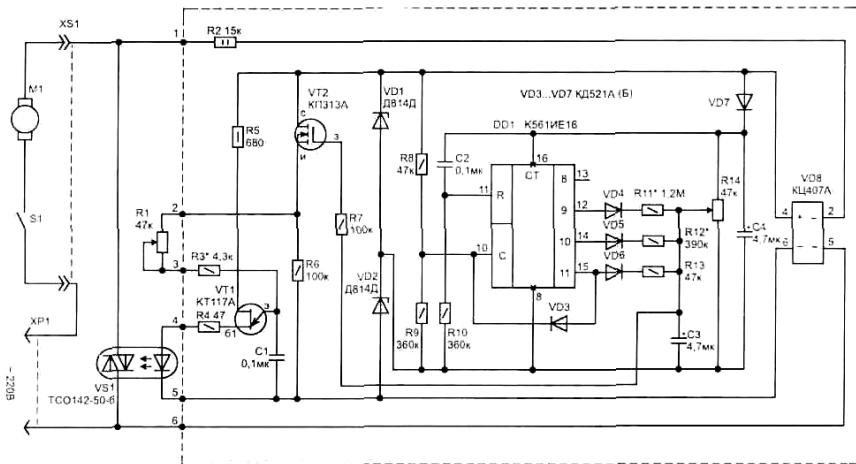 XS1
1
R2 15к
M1
VT2
КП313А
с
и
з
VD1
Д814Д
VD3...VD7 КД521А (Б)
VD7
R5
680
DD1 К561ИЕ16
C2
0,1мк
R8
47к
16
CT
R
C
11
10
8
13
9
12
10
14
11
15
8
VD4
VD5
VD6
VD3
R11* 1,2М
R12*
390к
R13
47к
R14
47к
VD8
КЦ407А
4
+
~
2
6
–
~
5
C4
+
4,7мк
C3
+
4,7мк
S1
R1
47к
2
3
R3* 4,3к
R7
100к
R6
100к
VT1
КТ117А
э
б1
R4 47
4
VD2
Д814Д
R9
360к
R10
360к
C1
0,1мк
XP1
~220В
VS1
ТСО142-50-6
5
6